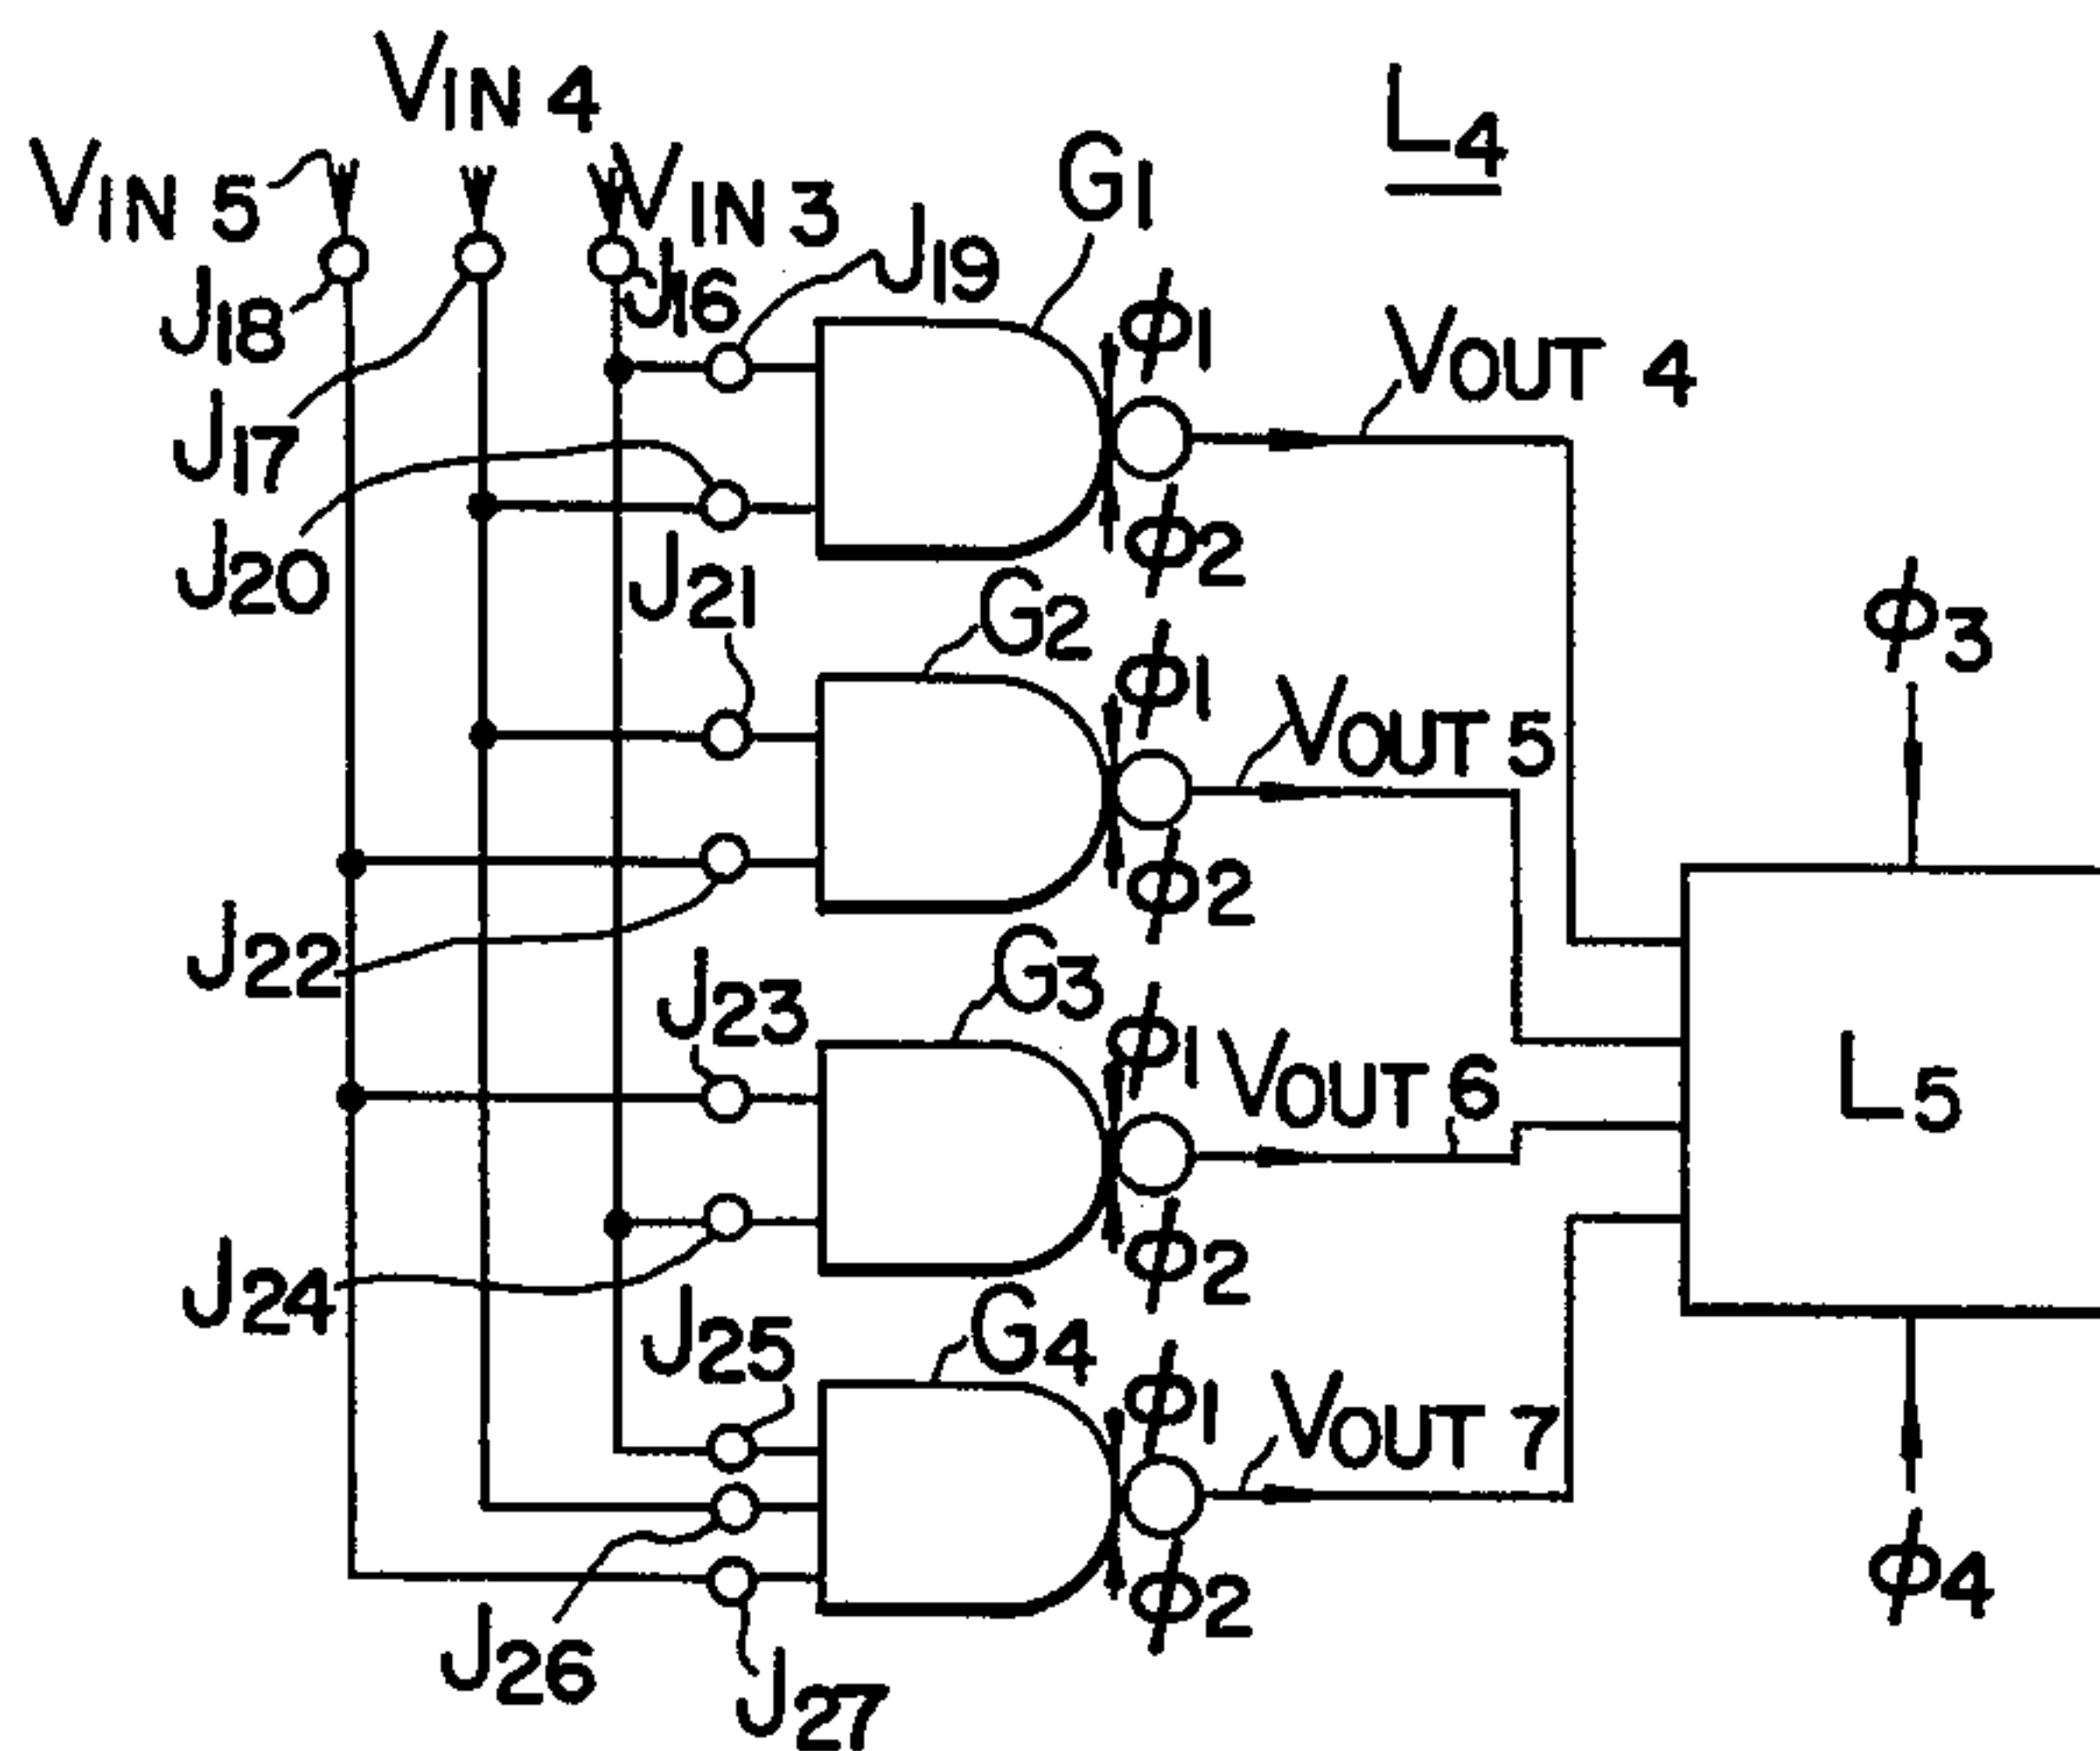 VIN 4
L4
VIN 5
VIN 3
G1
J16
J19
J18
φ1
VOUT 4
J17
J20
φ2
J21
G2
φ3
φ1
VOUT 5
φ2
J22
G3
J23
φ1
VOUT 6
L5
φ2
J24
G4
J25
φ1
VOUT 7
φ4
φ2
J26
J27